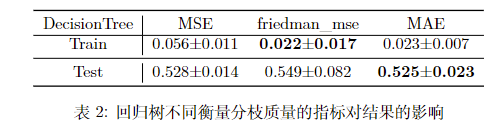 DecisionTree MSE friedman_mse MAE
Train 0.056±0.011 0.022±0.017 0.023±0.007
Test 0.528±0.014 0.549±0.082 0.525±0.023
表 2: 回归树不同衡量分枝质量的指标对结果的影响